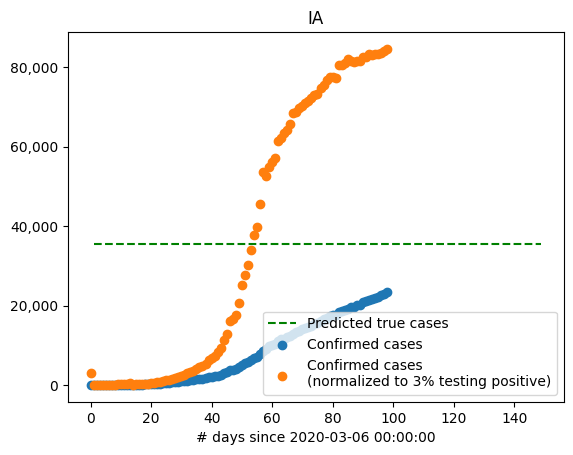 IA
80,000
60,000
40,000
20,000
0
Predicted true cases
Confirmed cases
Confirmed cases
(normalized to 3% testing positive)
0 20 40 60 80 100 120 140
# days since 2020-03-06 00:00:00